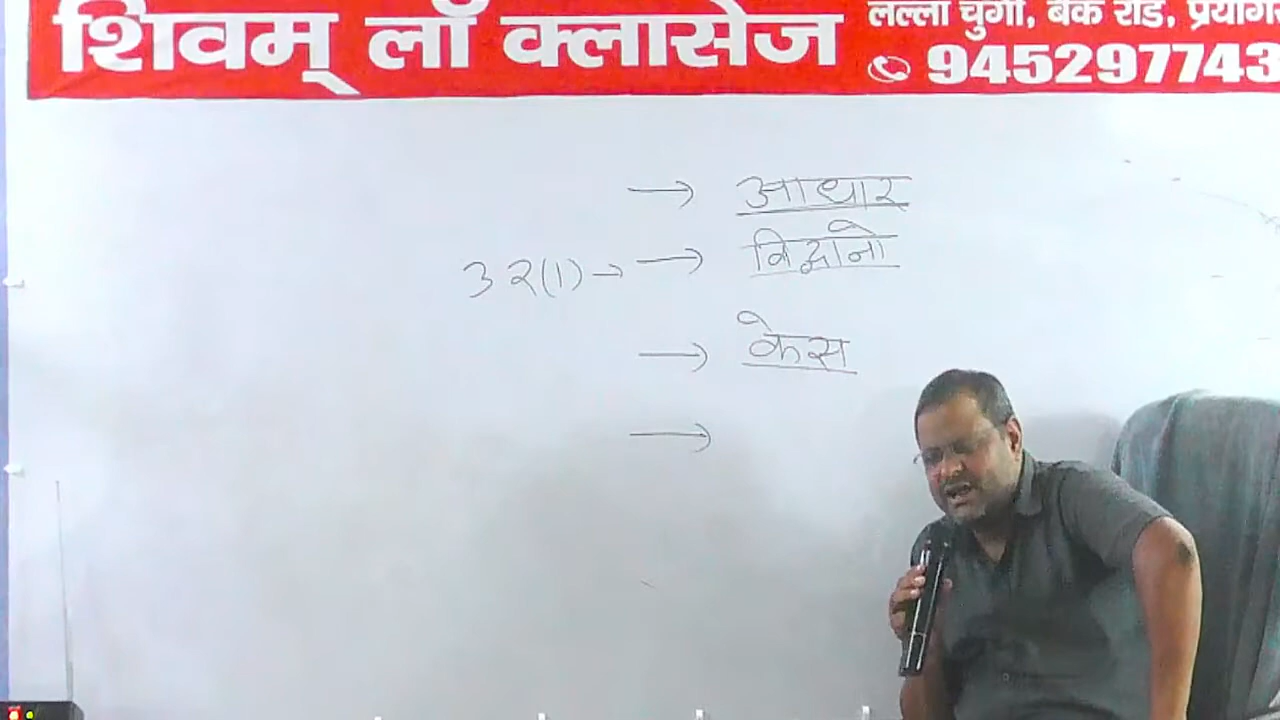 शिवम् लॉ क्लासेज
लल्ला चुंगी, बैंक रोड, प्रयाग
945297743
→ आधार
32(1) → → विद्वानो
→ केस
→